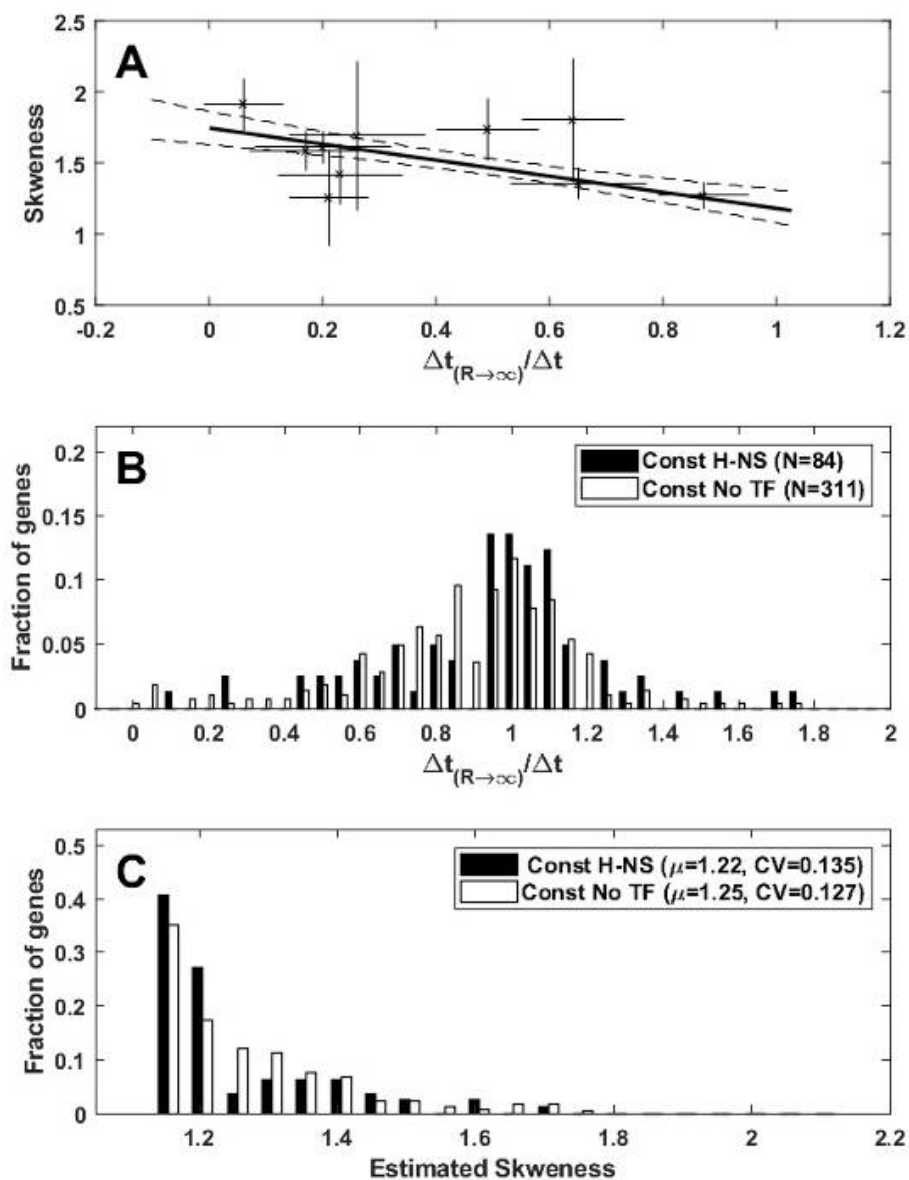 A
2.5
2
1.5
1
0.5
Skweness
-0.2 0 0.2 0.4 0.6 0.8 1 1.2
Δt(R→∞)/Δt
B
0.2
0.15
0.1
0.05
0
Fraction of genes
Const H-NS (N=84)
Const No TF (N=311)
0 0.2 0.4 0.6 0.8 1 1.2 1.4 1.6 1.8 2
Δt(R→∞)/Δt
C
0.5
0.4
0.3
0.2
0.1
0
Fraction of genes
Const H-NS (μ=1.22, CV=0.135)
Const No TF (μ=1.25, CV=0.127)
1.2 1.4 1.6 1.8 2 2.2
Estimated Skweness